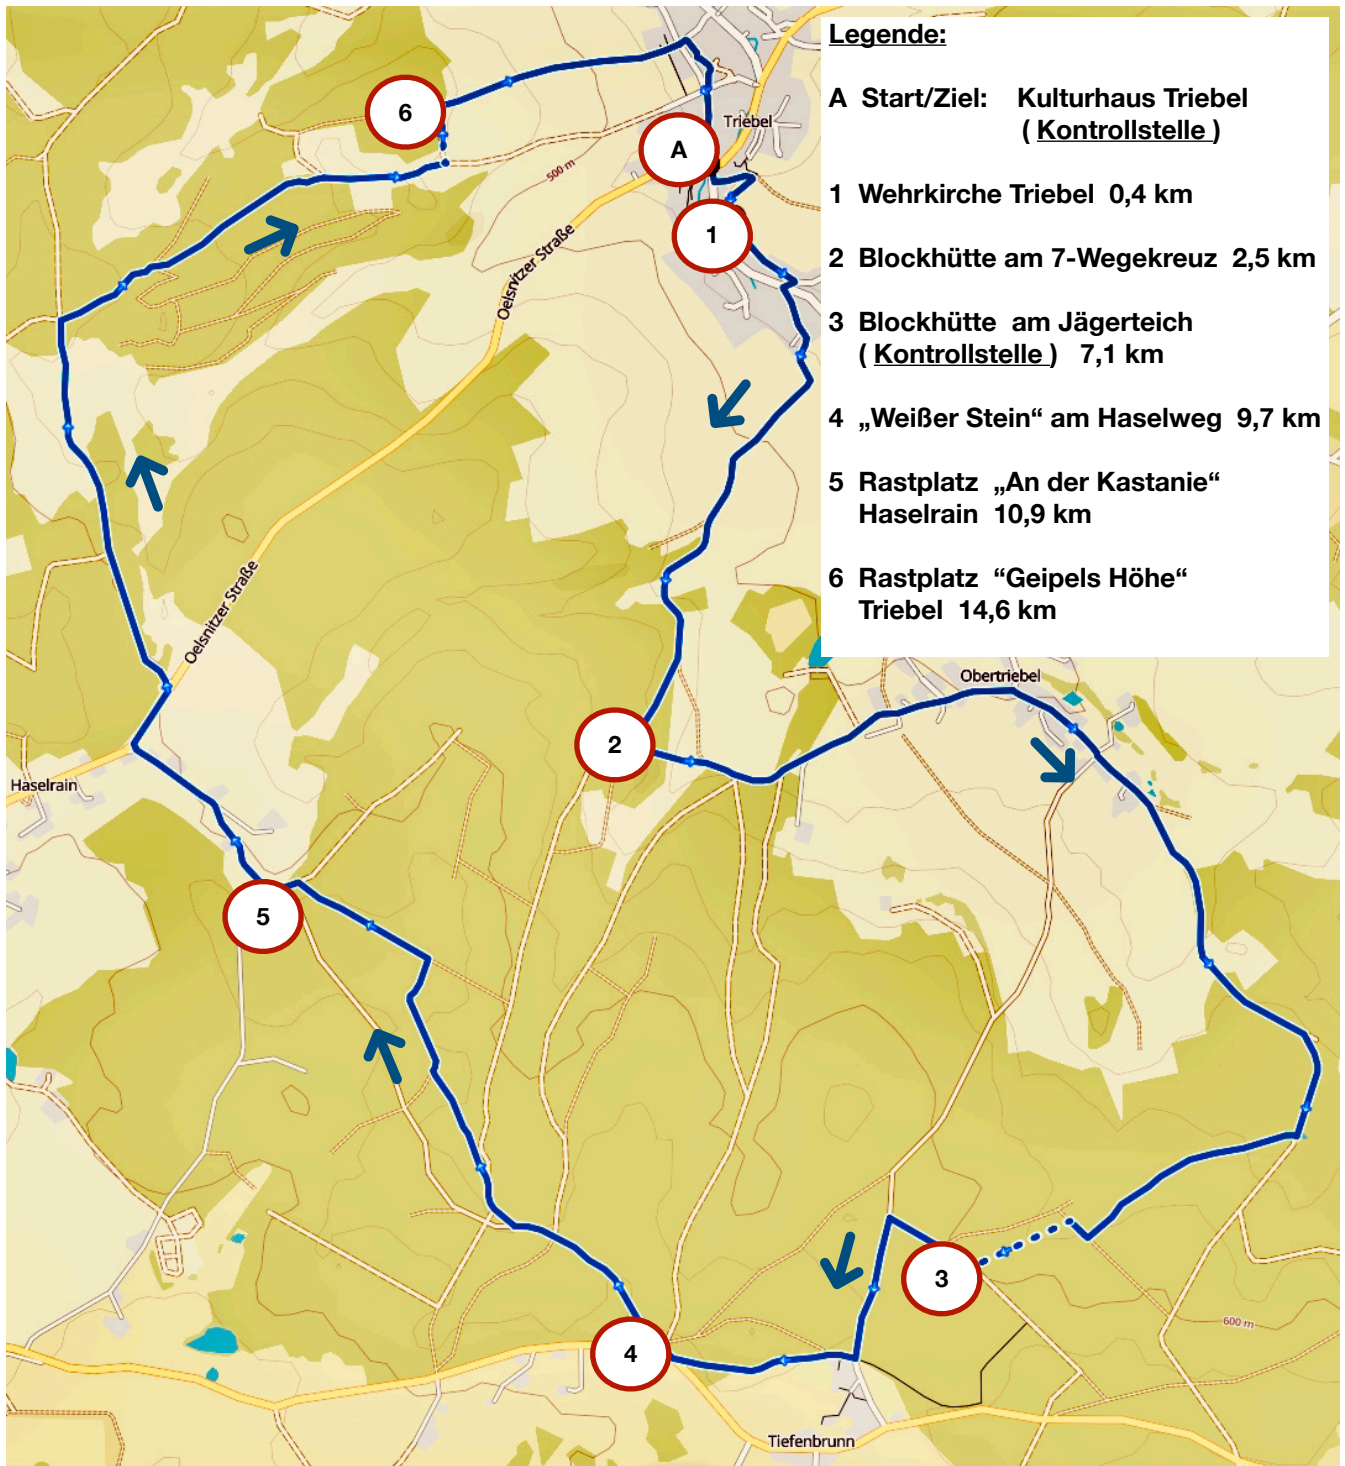 Legende:
A Start/Ziel: Kulturhaus Triebel
( Kontrollstelle )
1 Wehrkirche Triebel 0,4 km
2 Blockhütte am 7-Wegekreuz 2,5 km
3 Blockhütte am Jägerteich
( Kontrollstelle ) 7,1 km
4 „Weißer Stein“ am Haselweg 9,7 km
5 Rastplatz „An der Kastanie“
Haselrain 10,9 km
6 Rastplatz “Geipels Höhe“
Triebel 14,6 km
6
Triebel
A
500 m
1
Oelsnitzer Straße
Oelsnitzer Straße
Obertriebel
2
Haselrain
5
3
600 m
4
Tiefenbrunn